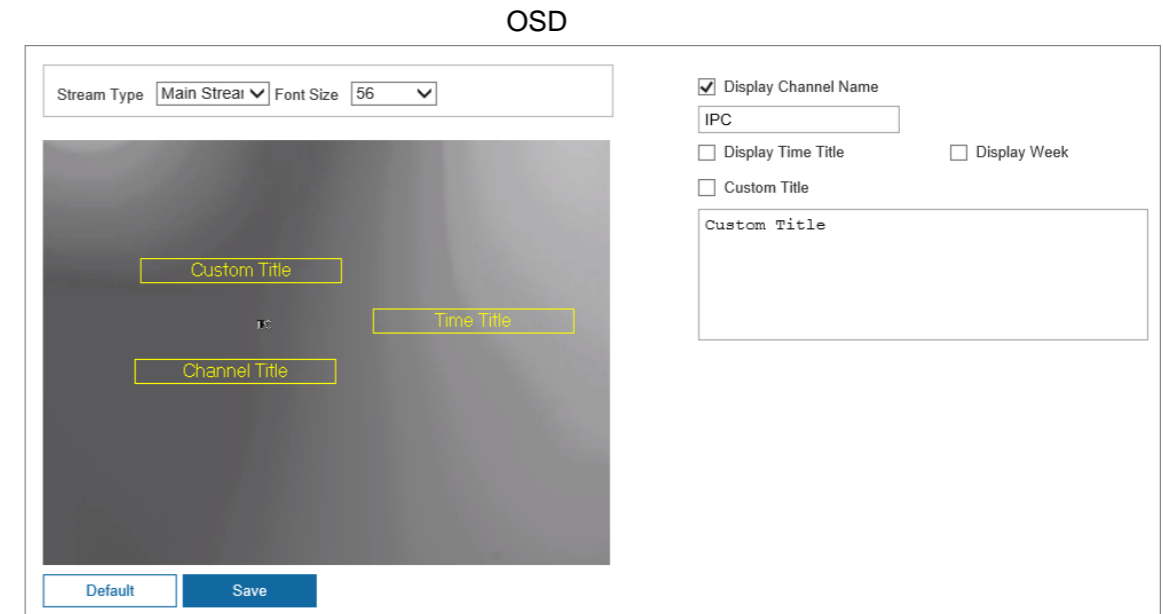 OSD
Stream Type Main Strear Font Size 56
Display Channel Name
IPC
Display Time Title Display Week
Custom Title
Custom Title
Custom Title
Time Title
Channel Title
Default Save